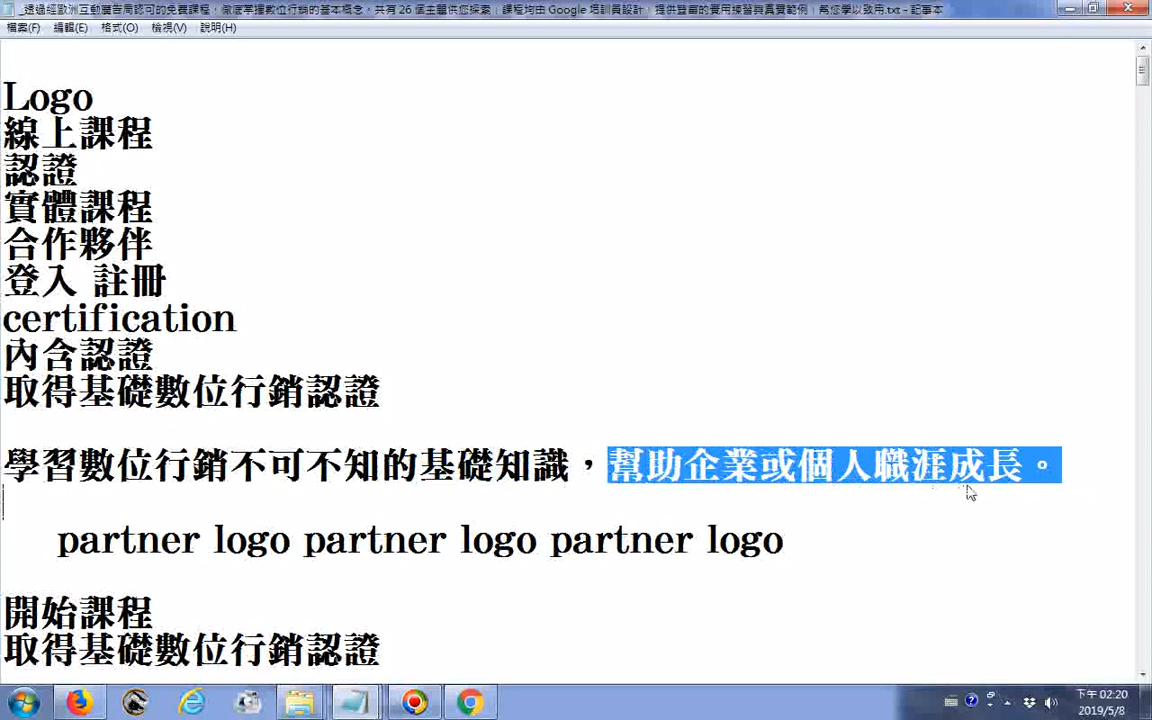 _透過經歐洲互動廣告局認可的免費課程，徹底掌握數位行銷的基本概念。共有 26 個主題供您探索！課程均由 Google 培訓員設計，提供豐富的實用練習與真實範例，為您學以致用.txt - 記事本
檔案(F) 編輯(E) 格式(O) 檢視(V) 說明(H)
Logo
線上課程
認證
實體課程
合作夥伴
登入 註冊
certification
內含認證
取得基礎數位行銷認證
學習數位行銷不可不知的基礎知識，幫助企業或個人職涯成長。
partner logo partner logo partner logo
開始課程
取得基礎數位行銷認證
下午 02:20
2019/5/8